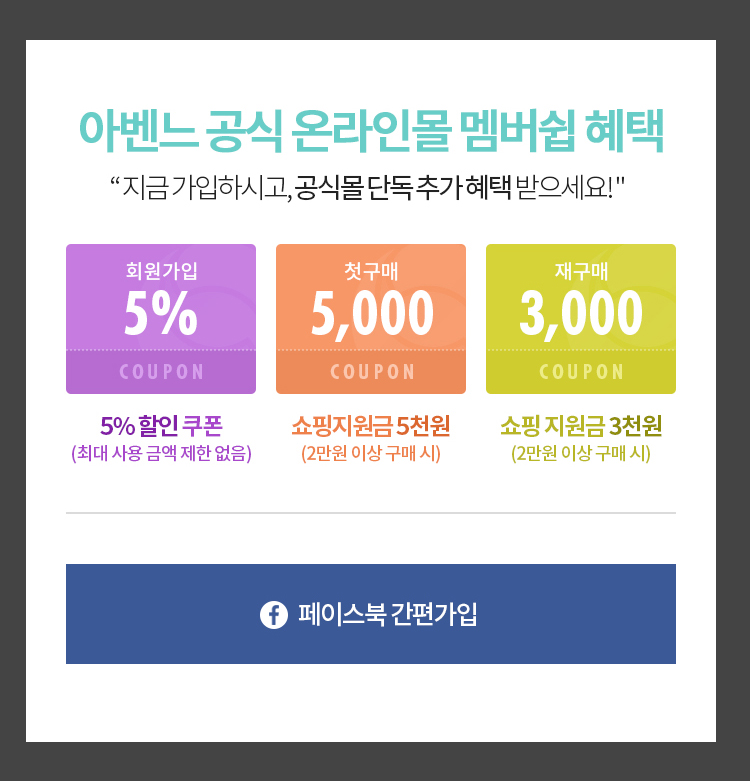 아벤느 공식 온라인몰 멤버쉽 혜택
“지금 가입하시고, 공식몰 단독 추가 혜택 받으세요!"
회원가입
5%
COUPON
5% 할인 쿠폰
(최대 사용 금액 제한 없음)
첫구매
5,000
COUPON
쇼핑지원금 5천원
(2만원 이상 구매 시)
재구매
3,000
COUPON
쇼핑 지원금 3천원
(2만원 이상 구매 시)
페이스북 간편가입